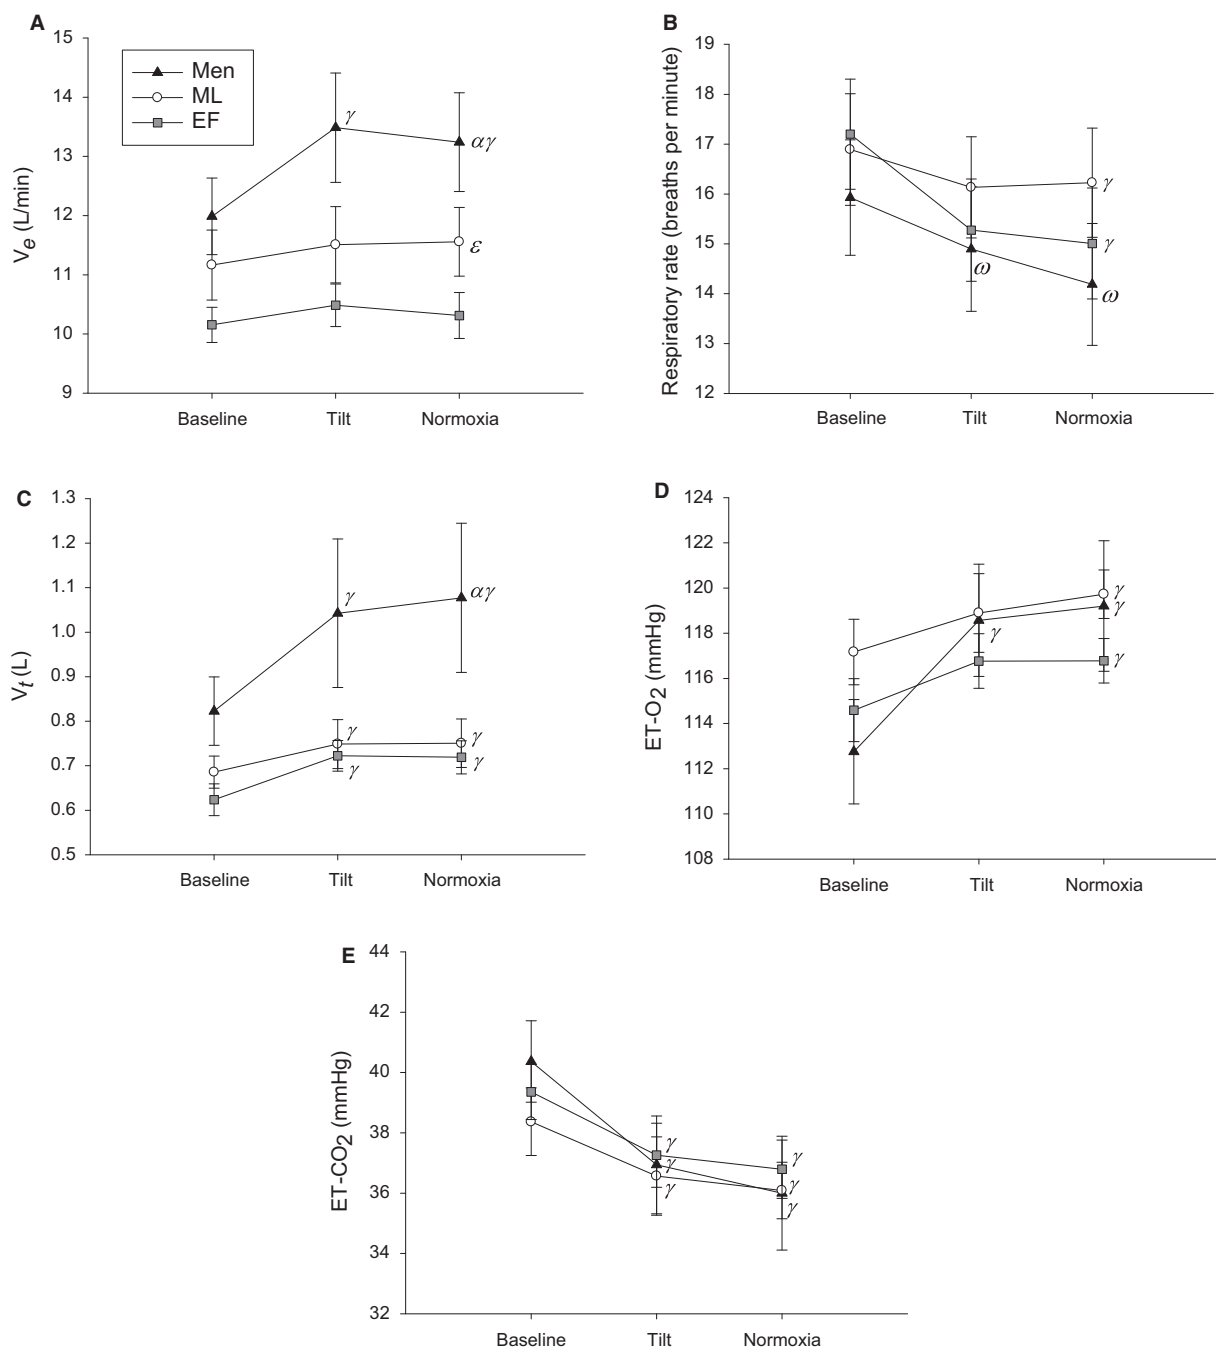 A
15
14
13
12
11
10
9
V_e (L/min)
Men
ML
EF
γ
αγ
ε
Baseline Tilt Normoxia
B
19
18
17
16
15
14
13
12
Respiratory rate (breaths per minute)
γ
γ
ω
ω
Baseline Tilt Normoxia
C
1.3
1.2
1.1
1.0
0.9
0.8
0.7
0.6
0.5
V_t (L)
γ
αγ
γ
γ
γ
γ
Baseline Tilt Normoxia
D
124
122
120
118
116
114
112
110
108
ET-O₂ (mmHg)
γ
γ
γ
γ
Baseline Tilt Normoxia
E
44
42
40
38
36
34
32
ET-CO₂ (mmHg)
γ
γ
γ
γ
γ
γ
Baseline Tilt Normoxia